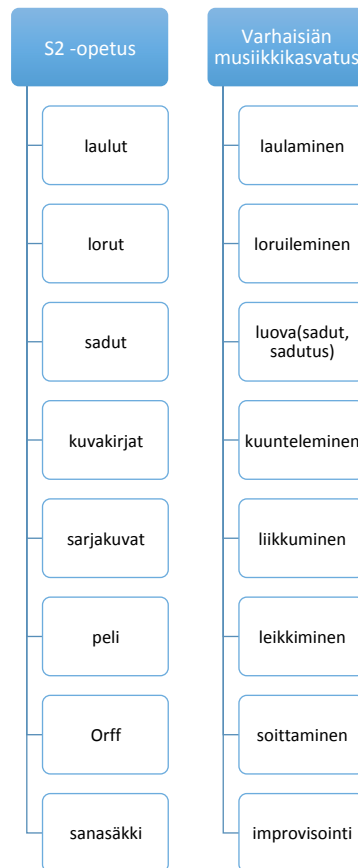 S2 -opetus
laulut
lorut
sadut
kuvakirjat
sarjakuvat
peli
Orff
sanasäkki
Varhaisiän
musiikkikasvatus
laulaminen
loruileminen
luova(sadut,
sadutus)
kuunteleminen
liikkuminen
leikkiminen
soittaminen
improvisointi